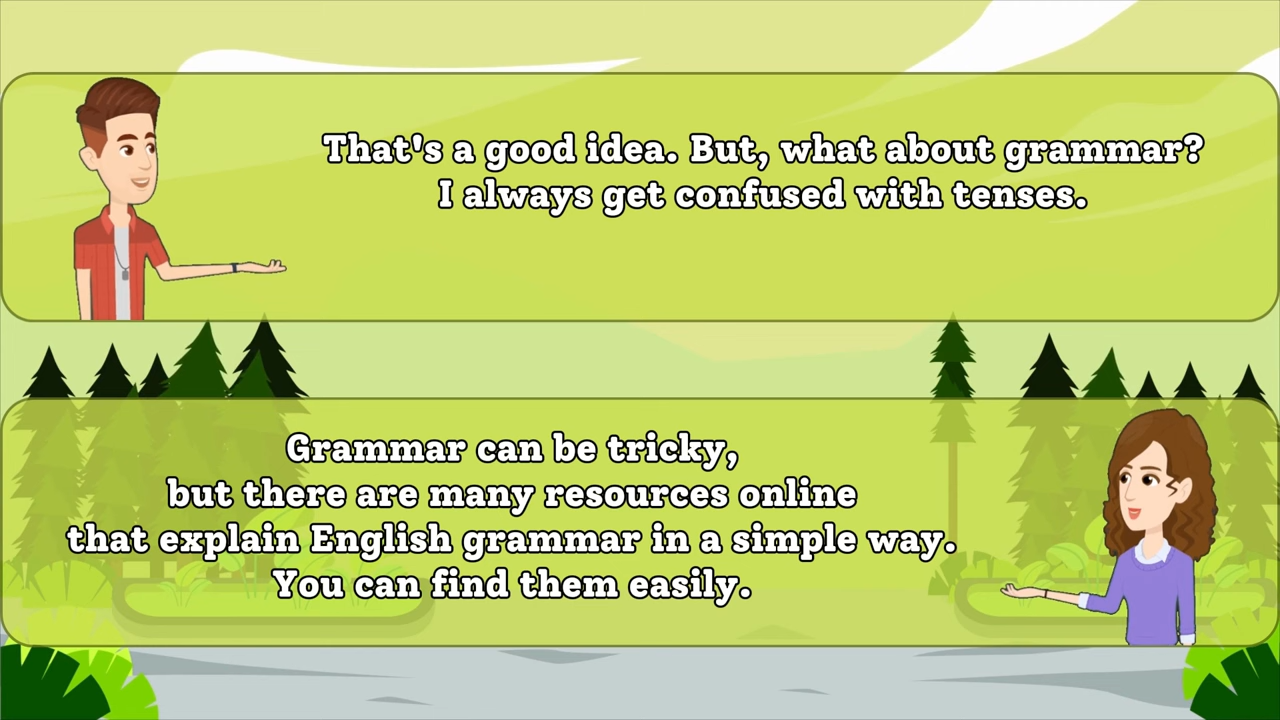 That's a good idea. But, what about grammar?
I always get confused with tenses.
Grammar can be tricky,
but there are many resources online
that explain English grammar in a simple way.
You can find them easily.